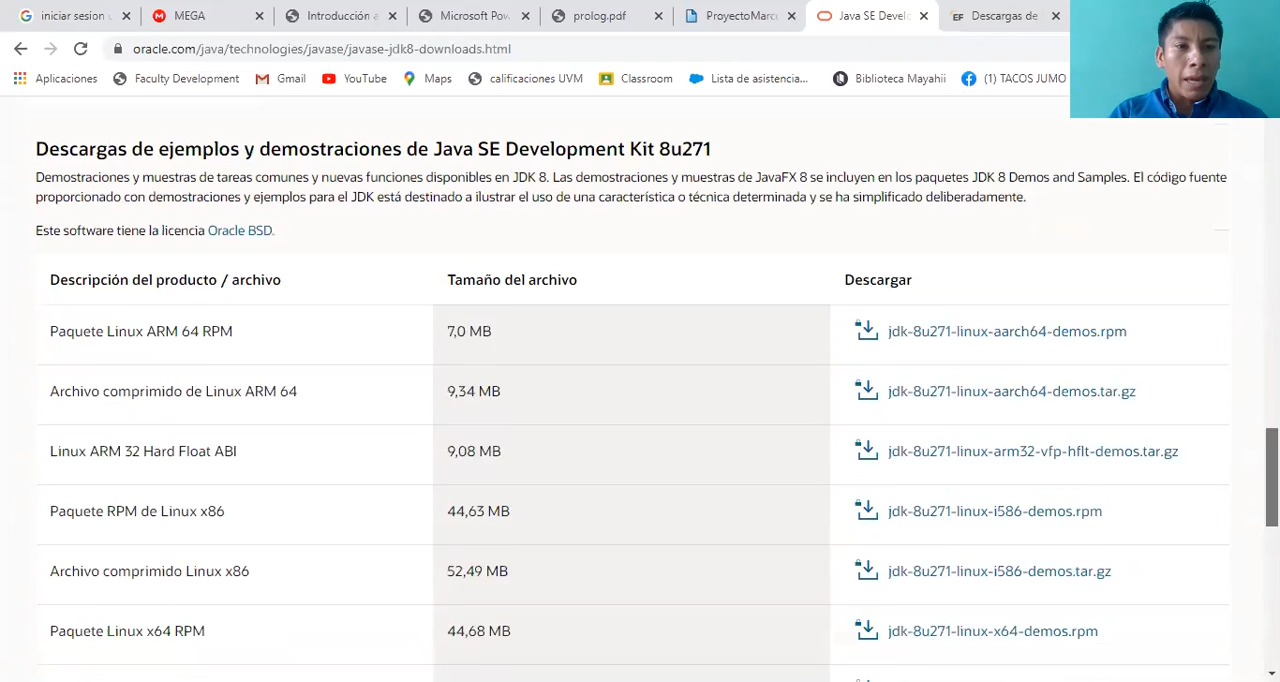 iniciar sesion u
MEGA
Introducción a
Microsoft Pow
prolog.pdf
ProyectoMarc
Java SE Develo
Descargas de
oracle.com/java/technologies/javase/javase-jdk8-downloads.html
Aplicaciones
Faculty Development
Gmail
YouTube
Maps
calificaciones UVM
Classroom
Lista de asistencia...
Biblioteca Mayahii
(1) TACOS JUMO
Descargas de ejemplos y demostraciones de Java SE Development Kit 8u271
Demostraciones y muestras de tareas comunes y nuevas funciones disponibles en JDK 8. Las demostraciones y muestras de JavaFX 8 se incluyen en los paquetes JDK 8 Demos and Samples. El código fuente
proporcionado con demostraciones y ejemplos para el JDK está destinado a ilustrar el uso de una característica o técnica determinada y se ha simplificado deliberadamente.
Este software tiene la licencia Oracle BSD.
Descripción del producto / archivo Tamaño del archivo Descargar
Paquete Linux ARM 64 RPM 7,0 MB jdk-8u271-linux-aarch64-demos.rpm
Archivo comprimido de Linux ARM 64 9,34 MB jdk-8u271-linux-aarch64-demos.tar.gz
Linux ARM 32 Hard Float ABI 9,08 MB jdk-8u271-linux-arm32-vfp-hflt-demos.tar.gz
Paquete RPM de Linux x86 44,63 MB jdk-8u271-linux-i586-demos.rpm
Archivo comprimido Linux x86 52,49 MB jdk-8u271-linux-i586-demos.tar.gz
Paquete Linux x64 RPM 44,68 MB jdk-8u271-linux-x64-demos.rpm